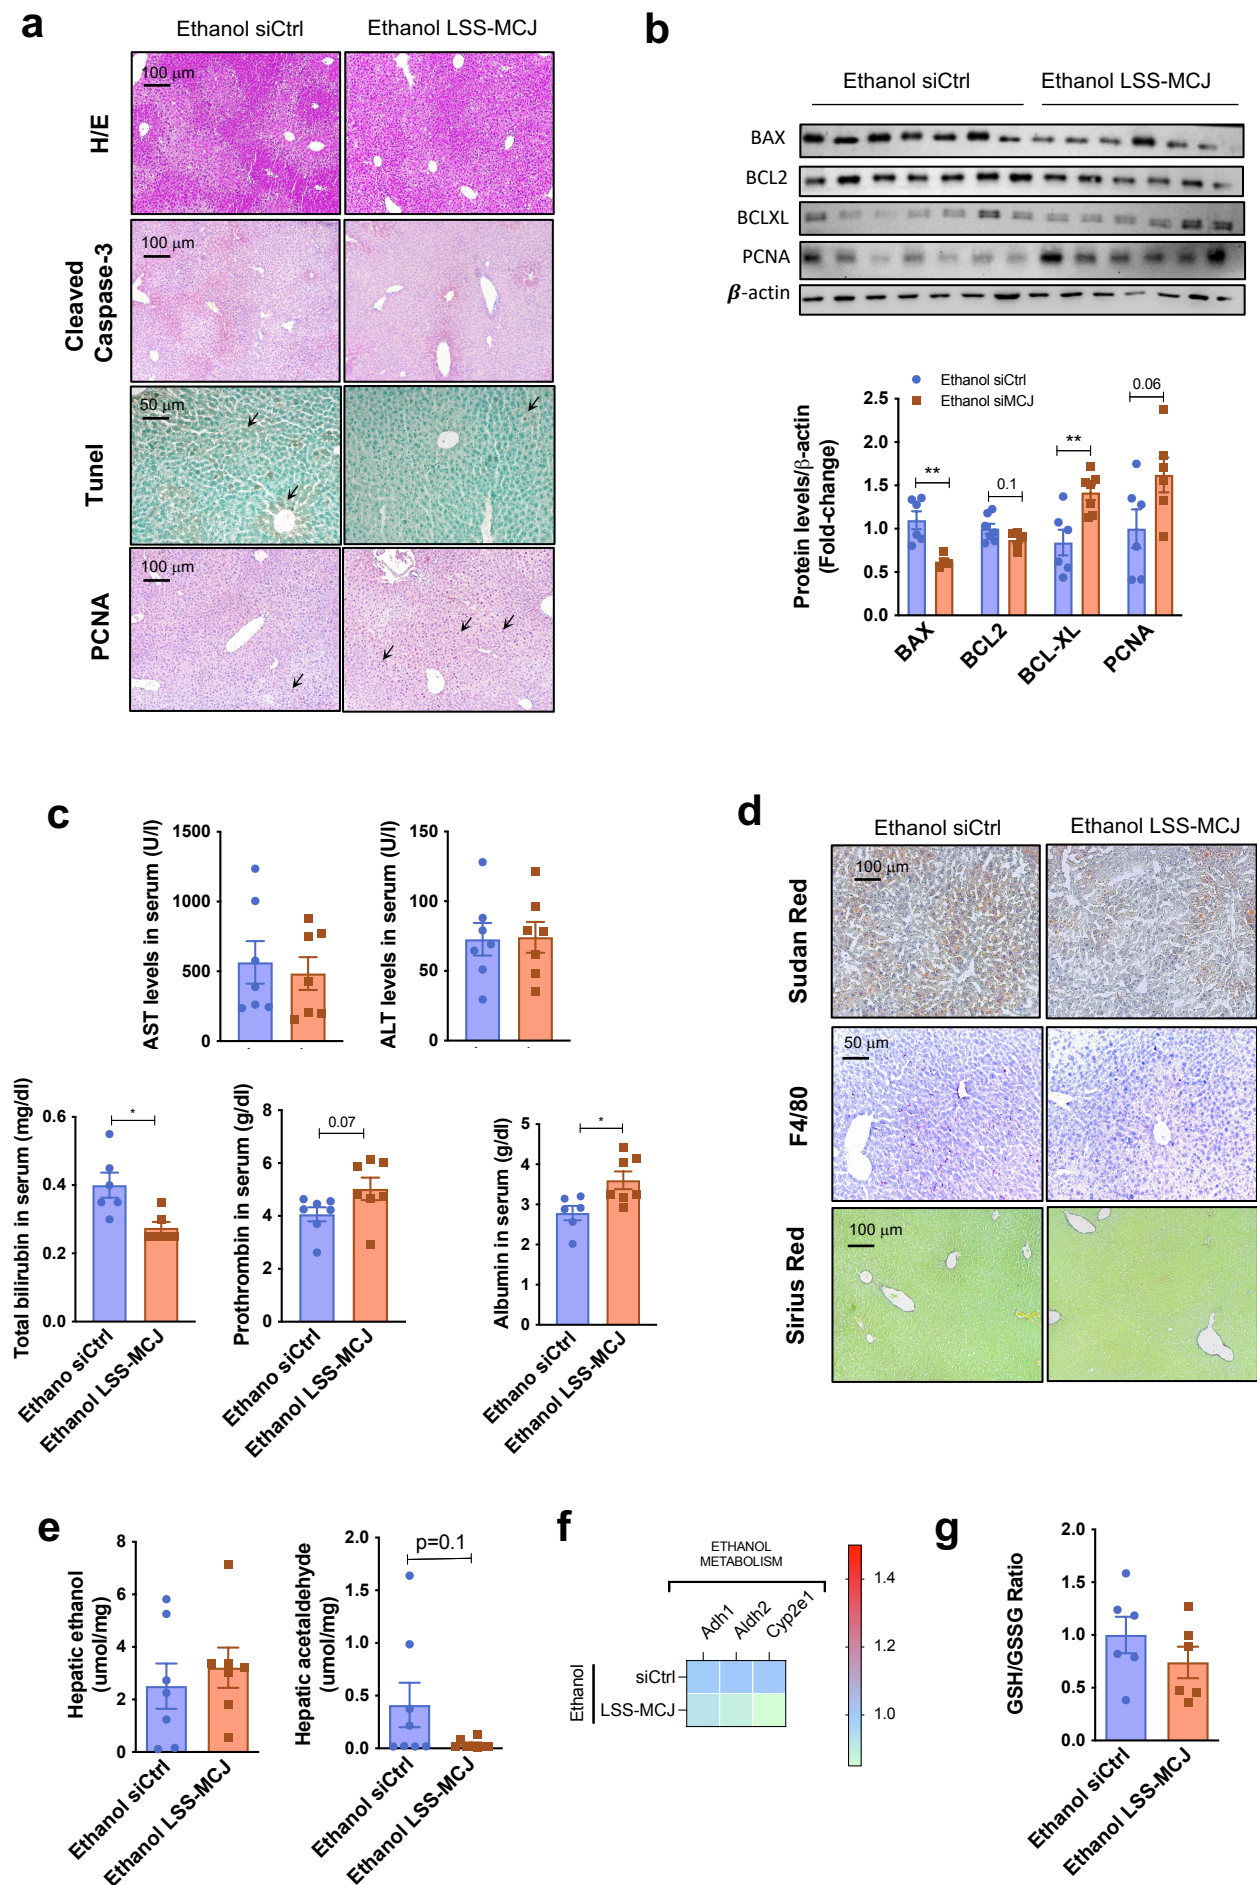 a
Ethanol siCtrl
Ethanol LSS-MCJ
H/E
100 μm
Cleaved
Caspase-3
100 μm
Tunel
50 μm
PCNA
100 μm
b
Ethanol siCtrl
Ethanol LSS-MCJ
BAX
BCL2
BCLXL
PCNA
β-actin
Ethanol siCtrl
Ethanol siMCJ
Protein levels/β-actin
(Fold-change)
2.5
2.0
1.5
1.0
0.5
0.0
**
0.1
**
0.06
BAX
BCL2
BCL-XL
PCNA
c
AST levels in serum (U/l)
1500
1000
500
0
ALT levels in serum (U/l)
150
100
50
0
Total bilirubin in serum (mg/dl)
0.6
0.4
0.2
0.0
*
Ethano siCtrl
Ethanol LSS-MCJ
Prothrombin in serum (g/dl)
8
6
4
2
0
0.07
Ethano siCtrl
Ethanol LSS-MCJ
Albumin in serum (g/dl)
5
4
3
2
1
0
*
Ethano siCtrl
Ethanol LSS-MCJ
d
Ethanol siCtrl
Ethanol LSS-MCJ
Sudan Red
100 μm
F4/80
50 μm
Sirius Red
100 μm
e
Hepatic ethanol
(umol/mg)
8
6
4
2
0
Ethanol siCtrl
Ethanol LSS-MCJ
Hepatic acetaldehyde
(umol/mg)
2.0
1.5
1.0
0.5
0.0
p=0.1
Ethanol siCtrl
Ethanol LSS-MCJ
f
ETHANOL
METABOLISM
Adh1
Aldh2
Cyp2e1
Ethanol
siCtrl
LSS-MCJ
1.4
1.2
1.0
g
GSH/GSSG Ratio
2.0
1.5
1.0
0.5
0.0
Ethanol siCtrl
Ethanol LSS-MCJ